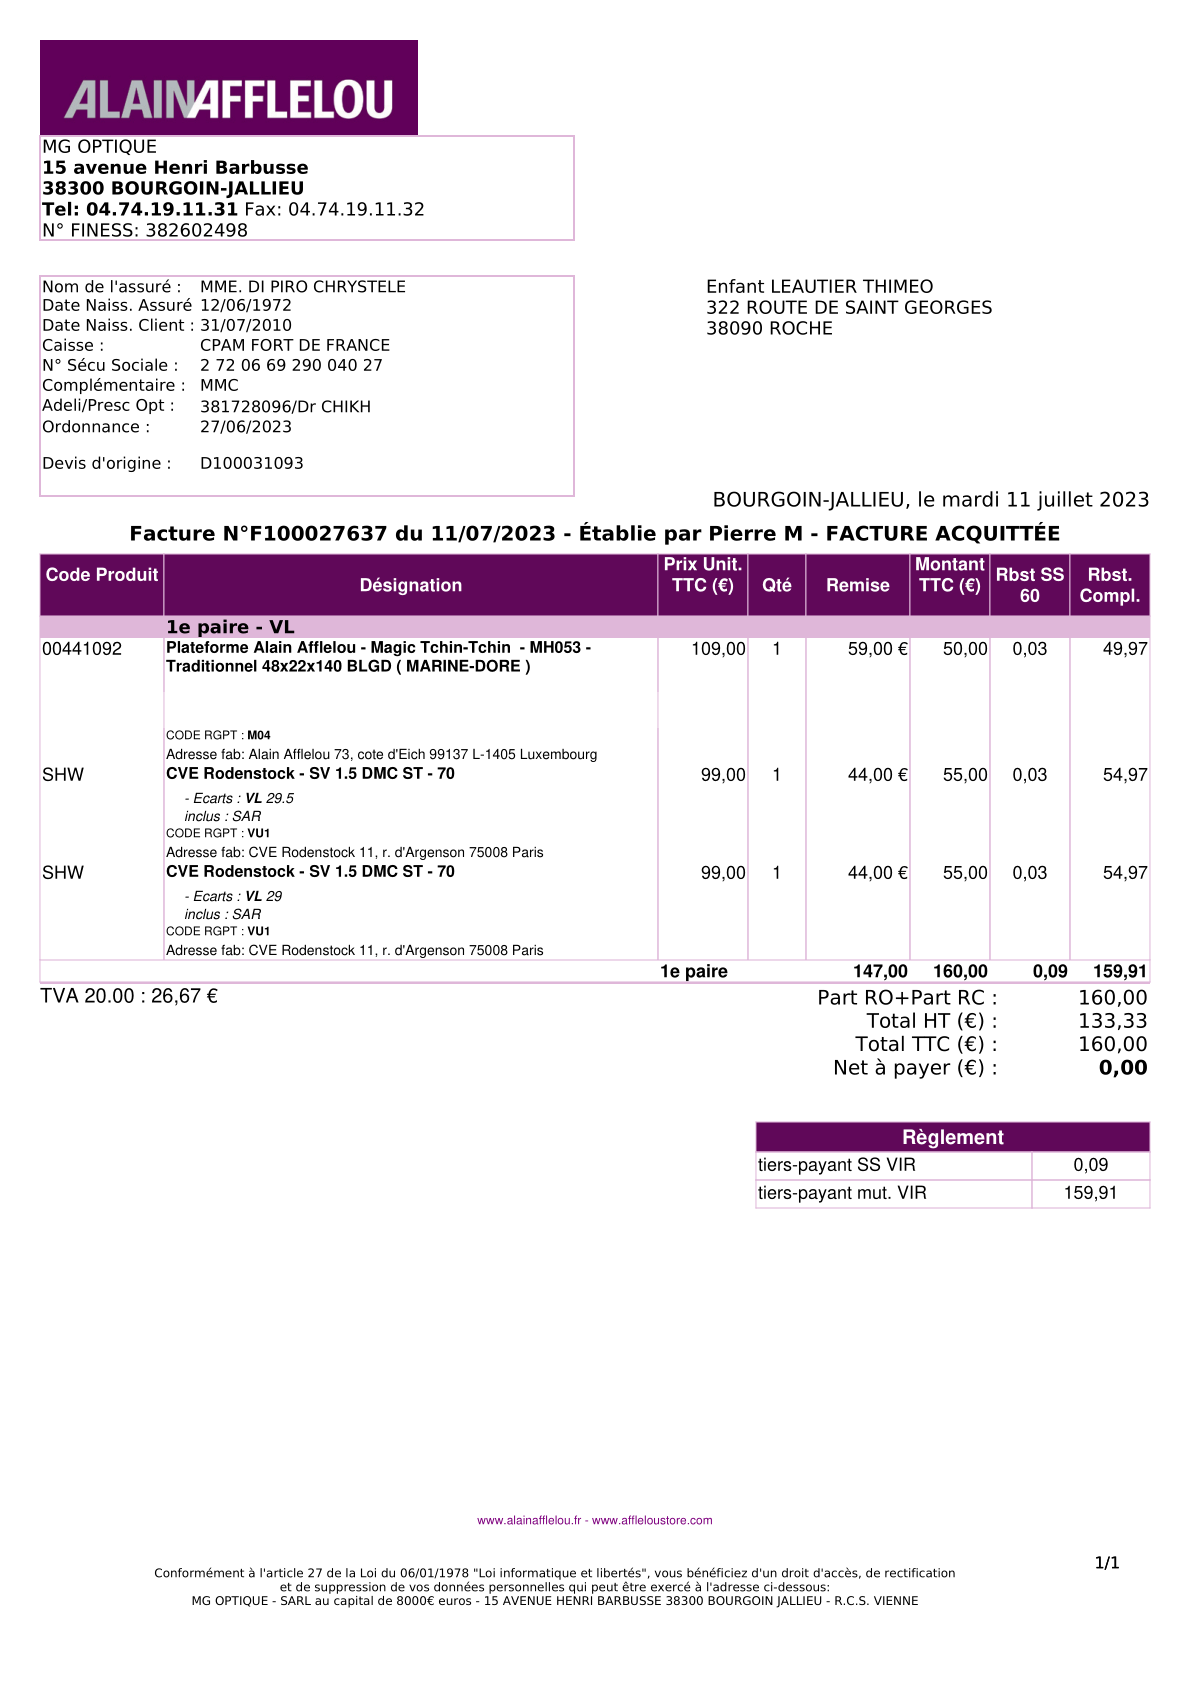 ALAINAFFLELOU
MG OPTIQUE
15 avenue Henri Barbusse
38300 BOURGOIN-JALLIEU
Tel: 04.74.19.11.31 Fax: 04.74.19.11.32
N° FINESS: 382602498
Nom de l'assuré : MME. DI PIRO CHRYSTELE
Date Naiss. Assuré 12/06/1972
Date Naiss. Client : 31/07/2010
Caisse : CPAM FORT DE FRANCE
N° Sécu Sociale : 2 72 06 69 290 040 27
Complémentaire : MMC
Adeli/Presc Opt : 381728096/Dr CHIKH
Ordonnance : 27/06/2023
Devis d'origine : D100031093
Enfant LEAUTIER THIMEO
322 ROUTE DE SAINT GEORGES
38090 ROCHE
BOURGOIN-JALLIEU, le mardi 11 juillet 2023
Facture N°F100027637 du 11/07/2023 - Établie par Pierre M - FACTURE ACQUITTÉE
Code Produit Désignation Prix Unit. TTC (€) Qté Remise Montant TTC (€) Rbst SS 60 Rbst. Compl.
1e paire - VL
00441092 Plateforme Alain Afflelou - Magic Tchin-Tchin - MH053 - 109,00 1 59,00 € 50,00 0,03 49,97
Traditionnel 48x22x140 BLGD ( MARINE-DORE )
CODE RGPT : M04
Adresse fab: Alain Afflelou 73, cote d'Eich 99137 L-1405 Luxembourg
SHW CVE Rodenstock - SV 1.5 DMC ST - 70 99,00 1 44,00 € 55,00 0,03 54,97
- Ecarts : VL 29.5
inclus : SAR
CODE RGPT : VU1
Adresse fab: CVE Rodenstock 11, r. d'Argenson 75008 Paris
SHW CVE Rodenstock - SV 1.5 DMC ST - 70 99,00 1 44,00 € 55,00 0,03 54,97
- Ecarts : VL 29
inclus : SAR
CODE RGPT : VU1
Adresse fab: CVE Rodenstock 11, r. d'Argenson 75008 Paris
1e paire 147,00 160,00 0,09 159,91
TVA 20.00 : 26,67 €
Part RO+Part RC : 160,00
Total HT (€) : 133,33
Total TTC (€) : 160,00
Net à payer (€) : 0,00
Règlement
tiers-payant SS VIR 0,09
tiers-payant mut. VIR 159,91
www.alainafflelou.fr - www.affleloustore.com
1/1
Conformément à l'article 27 de la Loi du 06/01/1978 "Loi informatique et libertés", vous bénéficiez d'un droit d'accès, de rectification
et de suppression de vos données personnelles qui peut être exercé à l'adresse ci-dessous:
MG OPTIQUE - SARL au capital de 8000€ euros - 15 AVENUE HENRI BARBUSSE 38300 BOURGOIN JALLIEU - R.C.S. VIENNE